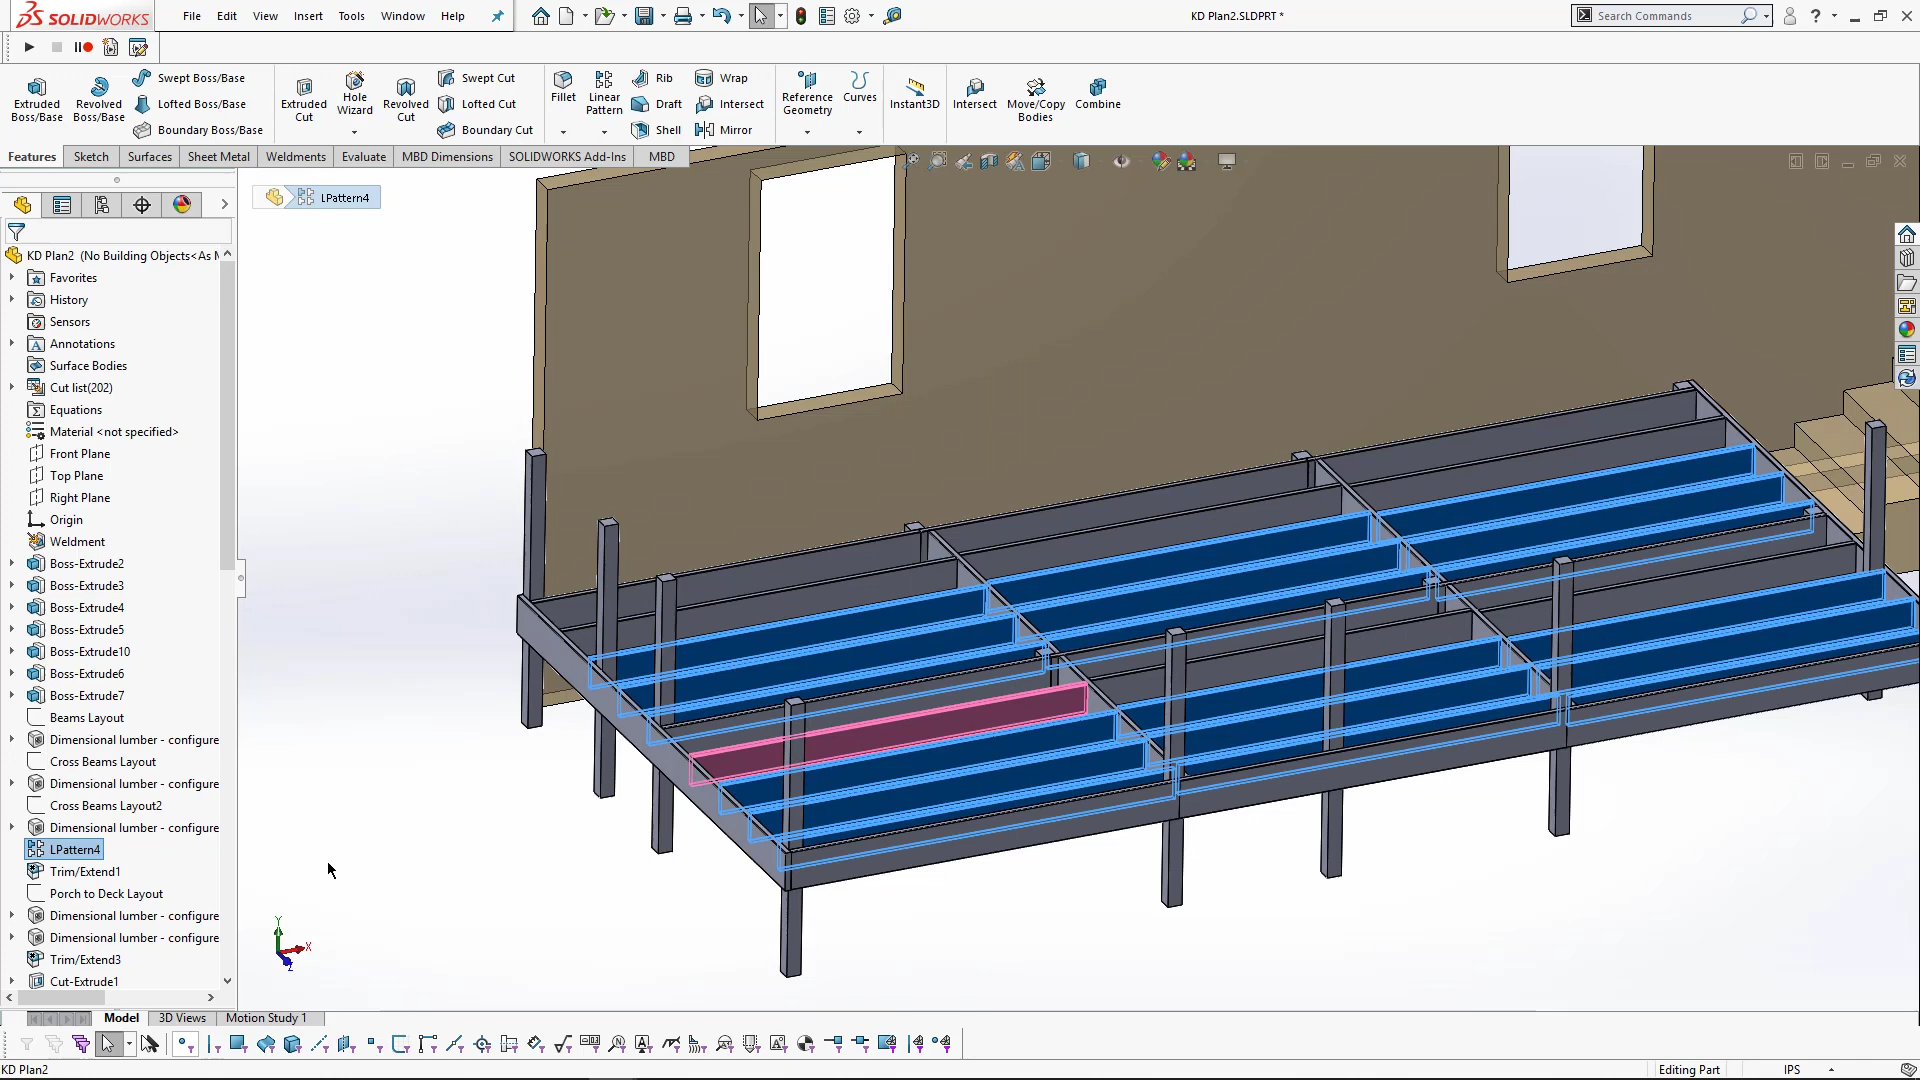 SOLIDWORKS File Edit View Insert Tools Window Help KD Plan2.SLDPRT * Search Commands
Extruded Boss/Base
Revolved Boss/Base
Swept Boss/Base
Lofted Boss/Base
Boundary Boss/Base
Extruded Cut
Hole Wizard
Revolved Cut
Swept Cut
Lofted Cut
Boundary Cut
Fillet
Linear Pattern
Rib
Draft
Shell
Wrap
Intersect
Mirror
Reference Geometry
Curves
Instant3D
Intersect
Move/Copy Bodies
Combine
Features Sketch Surfaces Sheet Metal Weldments Evaluate MBD Dimensions SOLIDWORKS Add-Ins MBD
LPattern4
KD Plan2 (No Building Objects<As M
Favorites
History
Sensors
Annotations
Surface Bodies
Cut list(202)
Equations
Material <not specified>
Front Plane
Top Plane
Right Plane
Origin
Weldment
Boss-Extrude2
Boss-Extrude3
Boss-Extrude4
Boss-Extrude5
Boss-Extrude10
Boss-Extrude6
Boss-Extrude7
Beams Layout
Dimensional lumber - configure
Cross Beams Layout
Dimensional lumber - configure
Cross Beams Layout2
Dimensional lumber - configure
LPattern4
Trim/Extend1
Porch to Deck Layout
Dimensional lumber - configure
Dimensional lumber - configure
Trim/Extend3
Cut-Extrude1
Y
X
Z
Model 3D Views Motion Study 1
KD Plan2 Editing Part IPS